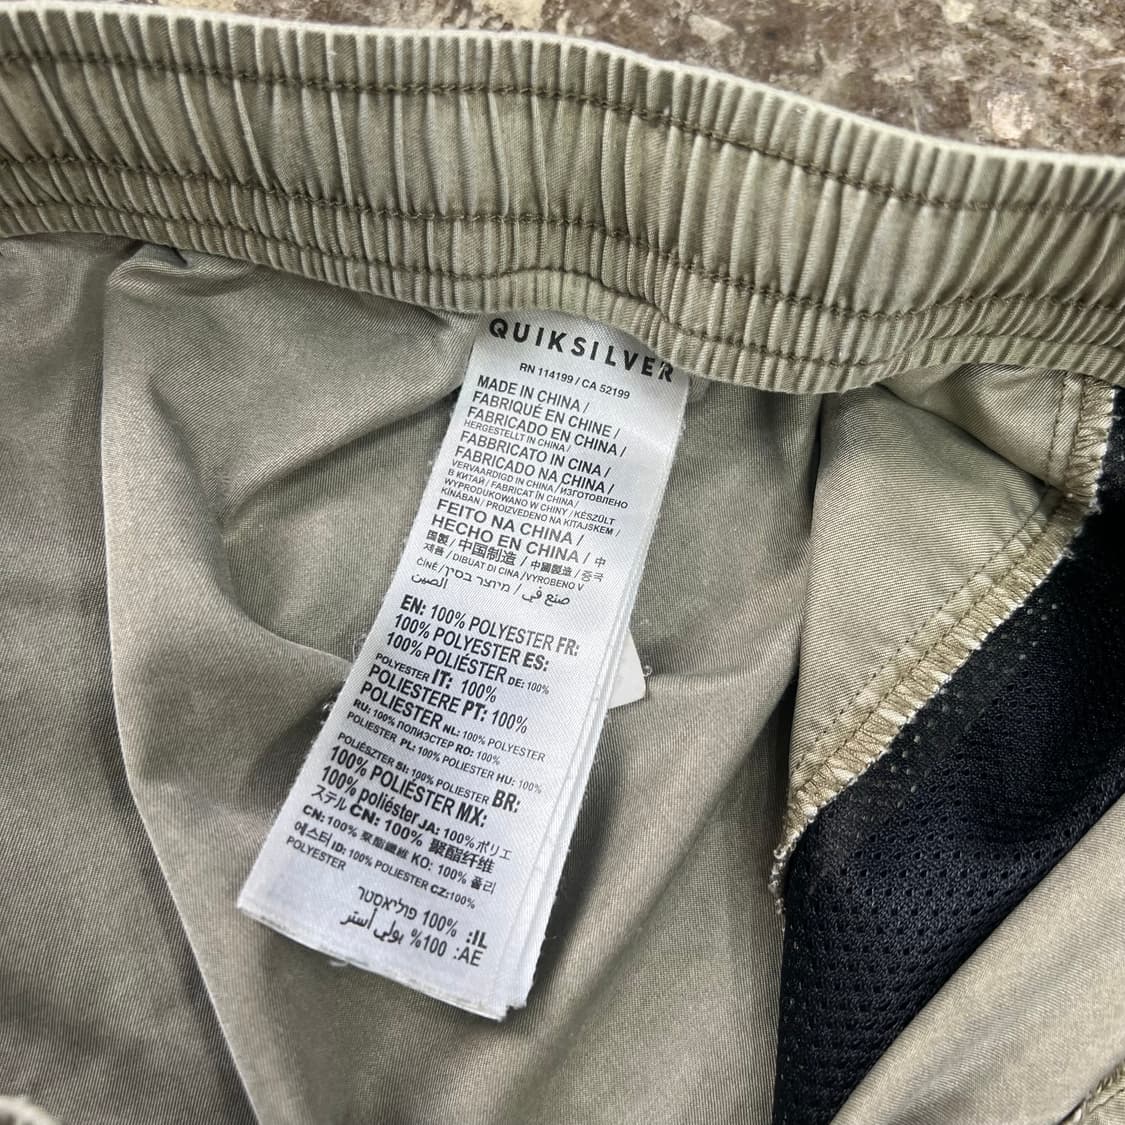 QUIKSILVER
RN 114199 / CA 52199
MADE IN CHINA /
FABRIQUÉ EN CHINE /
FABRICADO EN CHINA /
HERGESTELLT IN CHINA /
FABBRICATO IN CINA /
FABRICADO NA CHINA /
VERVAARDIGD IN CHINA / ИЗГОТОВЛЕНО
В КИТАЕ / FABRICAT ÎN CHINA /
WYPRODUKOWANO W CHINY / KÉSZÜLT
KÍNÁBAN / PROIZVEDENO NA KITAJSKEM /
FEITO NA CHINA /
HECHO EN CHINA / 中
国製 / 中国制造 / 中國製造 / 중국
제품 / DIBUAT DI CINA / VYROBENO V
ČÍNĚ / מיוצר בסין / صنع في
الصين
EN: 100% POLYESTER FR:
100% POLYESTER ES:
100% POLIÉSTER DE: 100%
POLYESTER IT: 100%
POLIESTERE PT: 100%
POLIESTER NL: 100% POLYESTER
RU: 100% ПОЛИЭСТЕР RO: 100%
POLIESTER PL: 100% POLIESTER HU: 100%
POLIÉSZTER SI: 100% POLIESTER BR:
100% POLIÉSTER MX:
100% poliéster JA: 100% ポリエ
ステル CN: 100% 聚酯纤维
CN: 100% 聚酯纖維 KO: 100% 폴리
에스터 ID: 100% POLIESTER CZ:100%
POLYESTER
IL: 100% פוליאסטר
AE: 100% بولي أستر